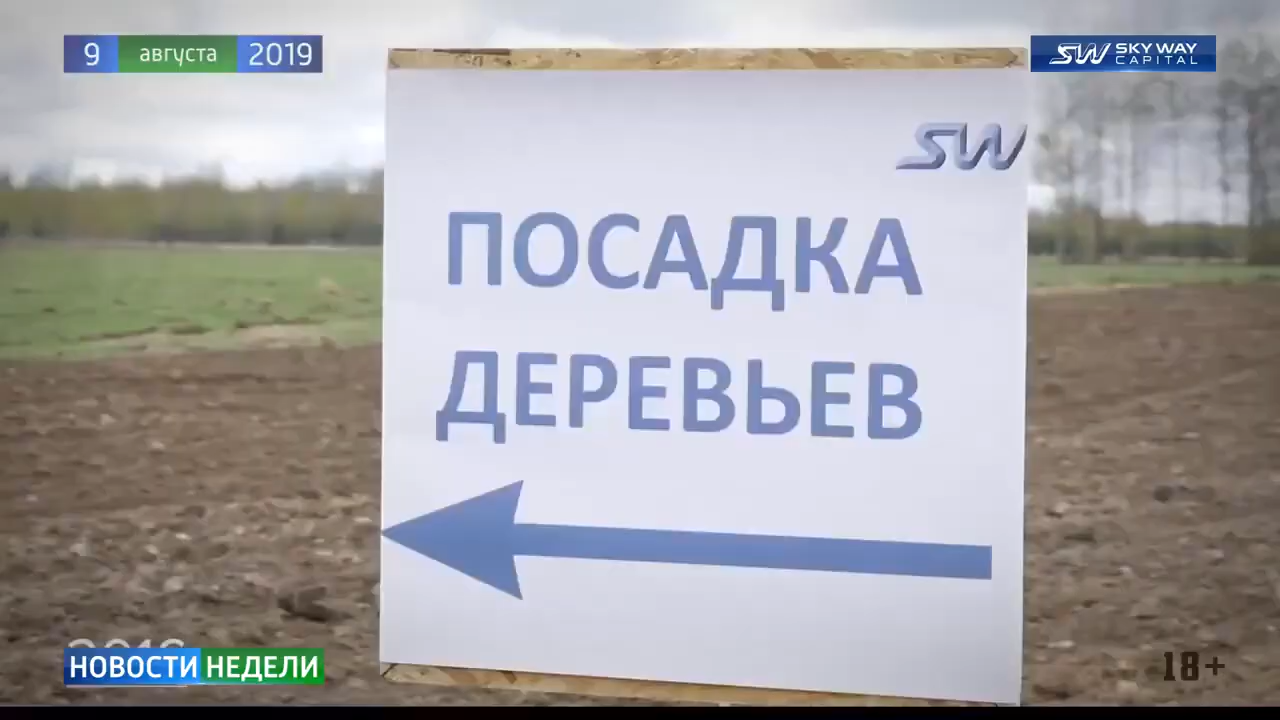 9 августа 2019
SW SKY WAY CAPITAL
SW
ПОСАДКА
ДЕРЕВЬЕВ
НОВОСТИ НЕДЕЛИ
18+